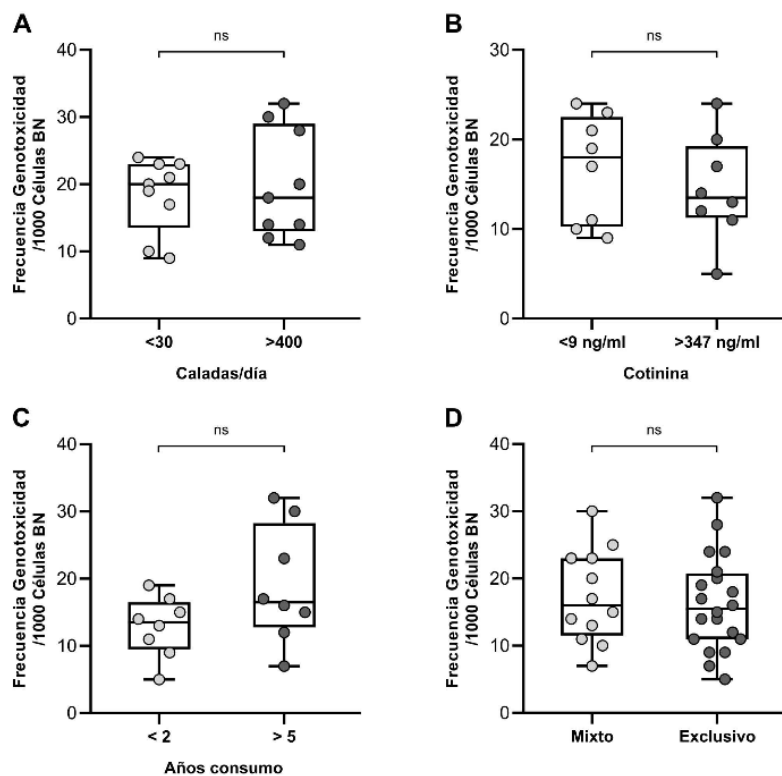 A
ns
40
30
20
10
0
Frecuencia Genotoxicidad
/1000 Células BN
<30
>400
Caladas/día
B
ns
30
20
10
0
Frecuencia Genotoxicidad
/1000 Células BN
<9 ng/ml
>347 ng/ml
Cotinina
C
ns
40
30
20
10
0
Frecuencia Genotoxicidad
/1000 Células BN
< 2
> 5
Años consumo
D
ns
40
30
20
10
0
Frecuencia Genotoxicidad
/1000 Células BN
Mixto
Exclusivo